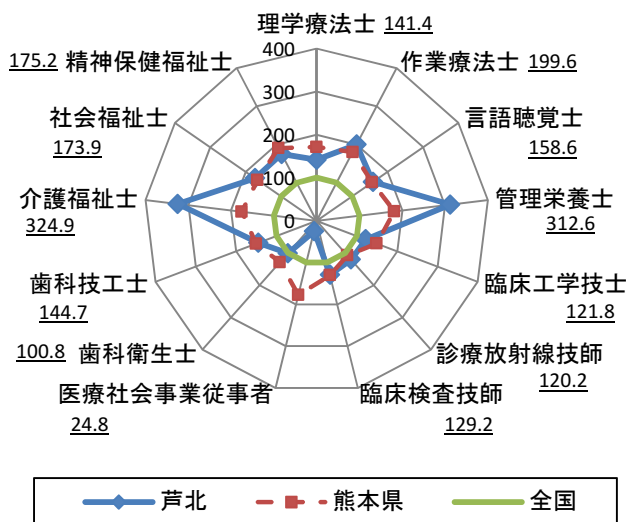 理学療法士 141.4
作業療法士 199.6
言語聴覚士
158.6
管理栄養士
312.6
臨床工学技士
121.8
診療放射線技師
120.2
臨床検査技師
129.2
医療社会事業従事者
24.8
100.8 歯科衛生士
歯科技工士
144.7
介護福祉士
324.9
社会福祉士
173.9
175.2 精神保健福祉士
400
300
200
100
0
芦北 熊本県 全国